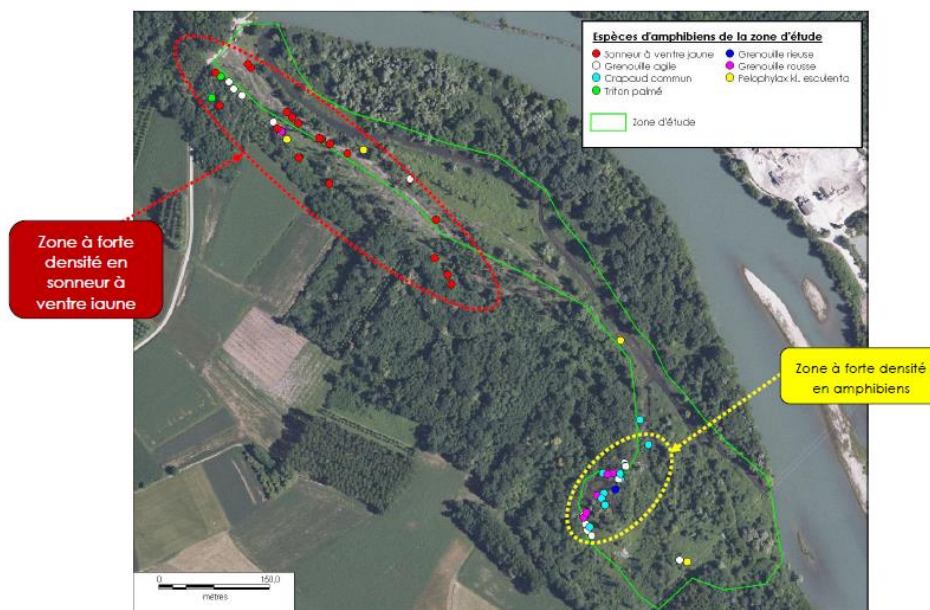 Espèces d'amphibiens de la zone d'étude
Sonneur à ventre jaune
Grenouille agile
Crapaud commun
Triton palmé
Grenouille rieuse
Grenouille rousse
Pelophylax kl. esculenta
Zone d'étude
Zone à forte
densité en
sonneur à
ventre jaune
Zone à forte densité
en amphibiens
0
150,0
mètres